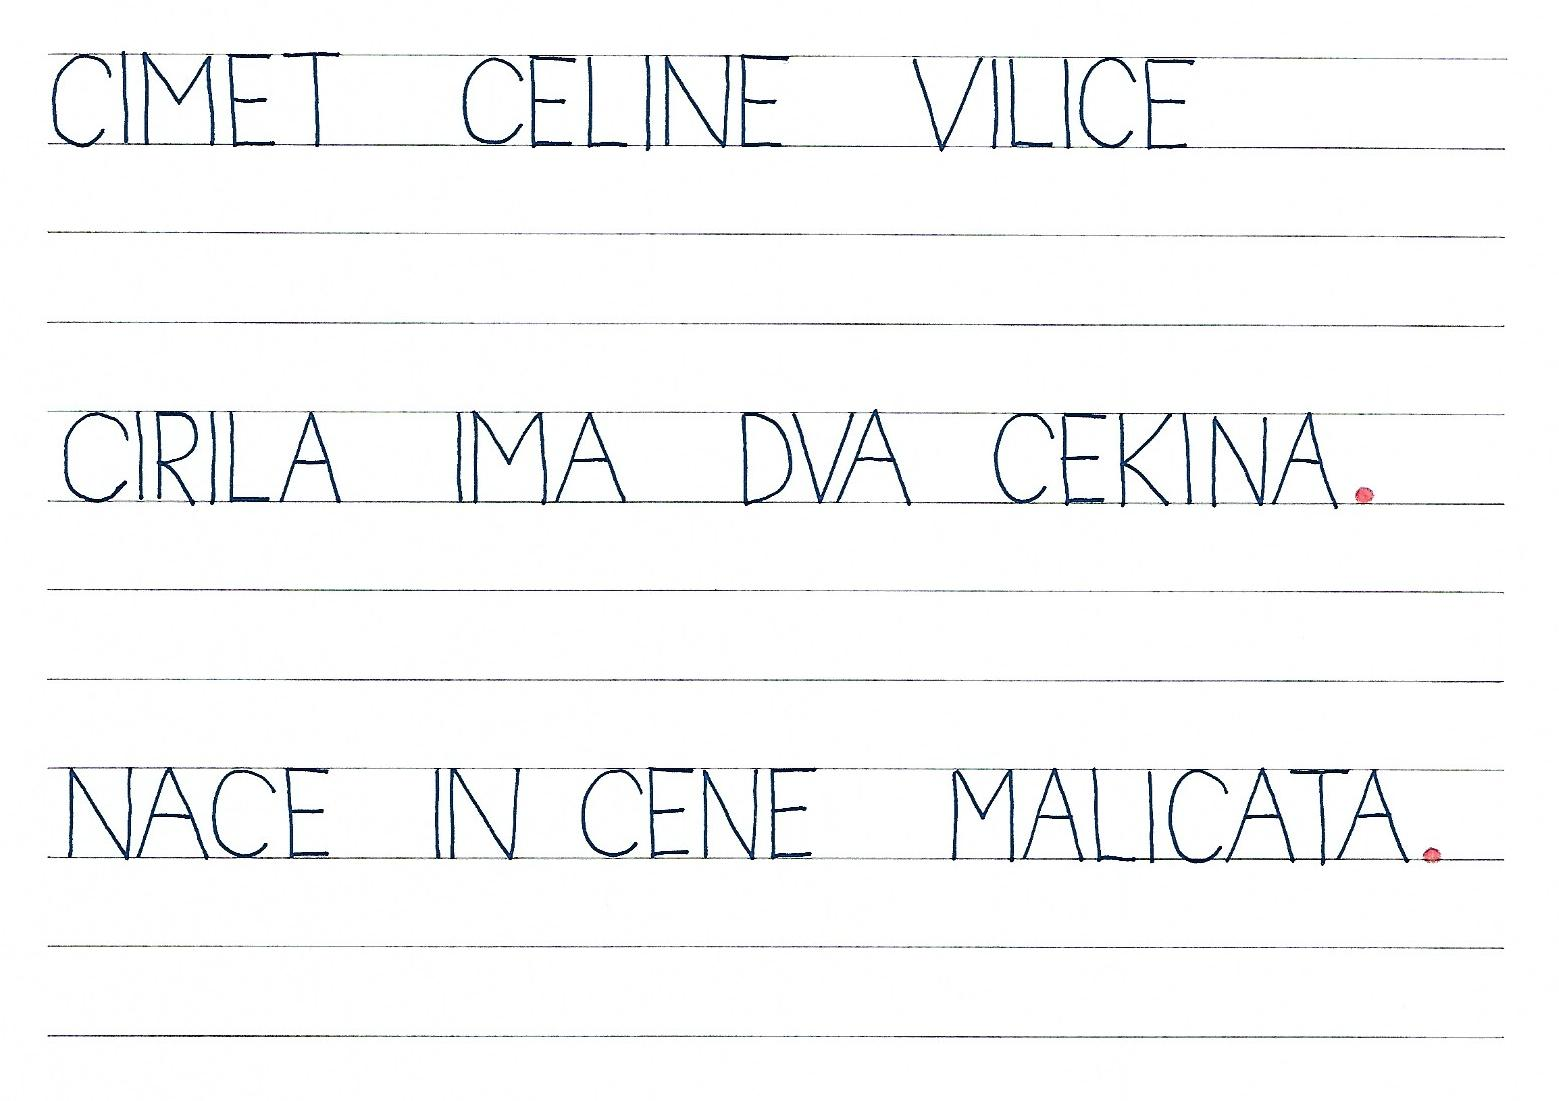 CIMET CELINE VILICE
CIRILA IMA DVA CEKINA.
NACE IN CENE MALICATA.